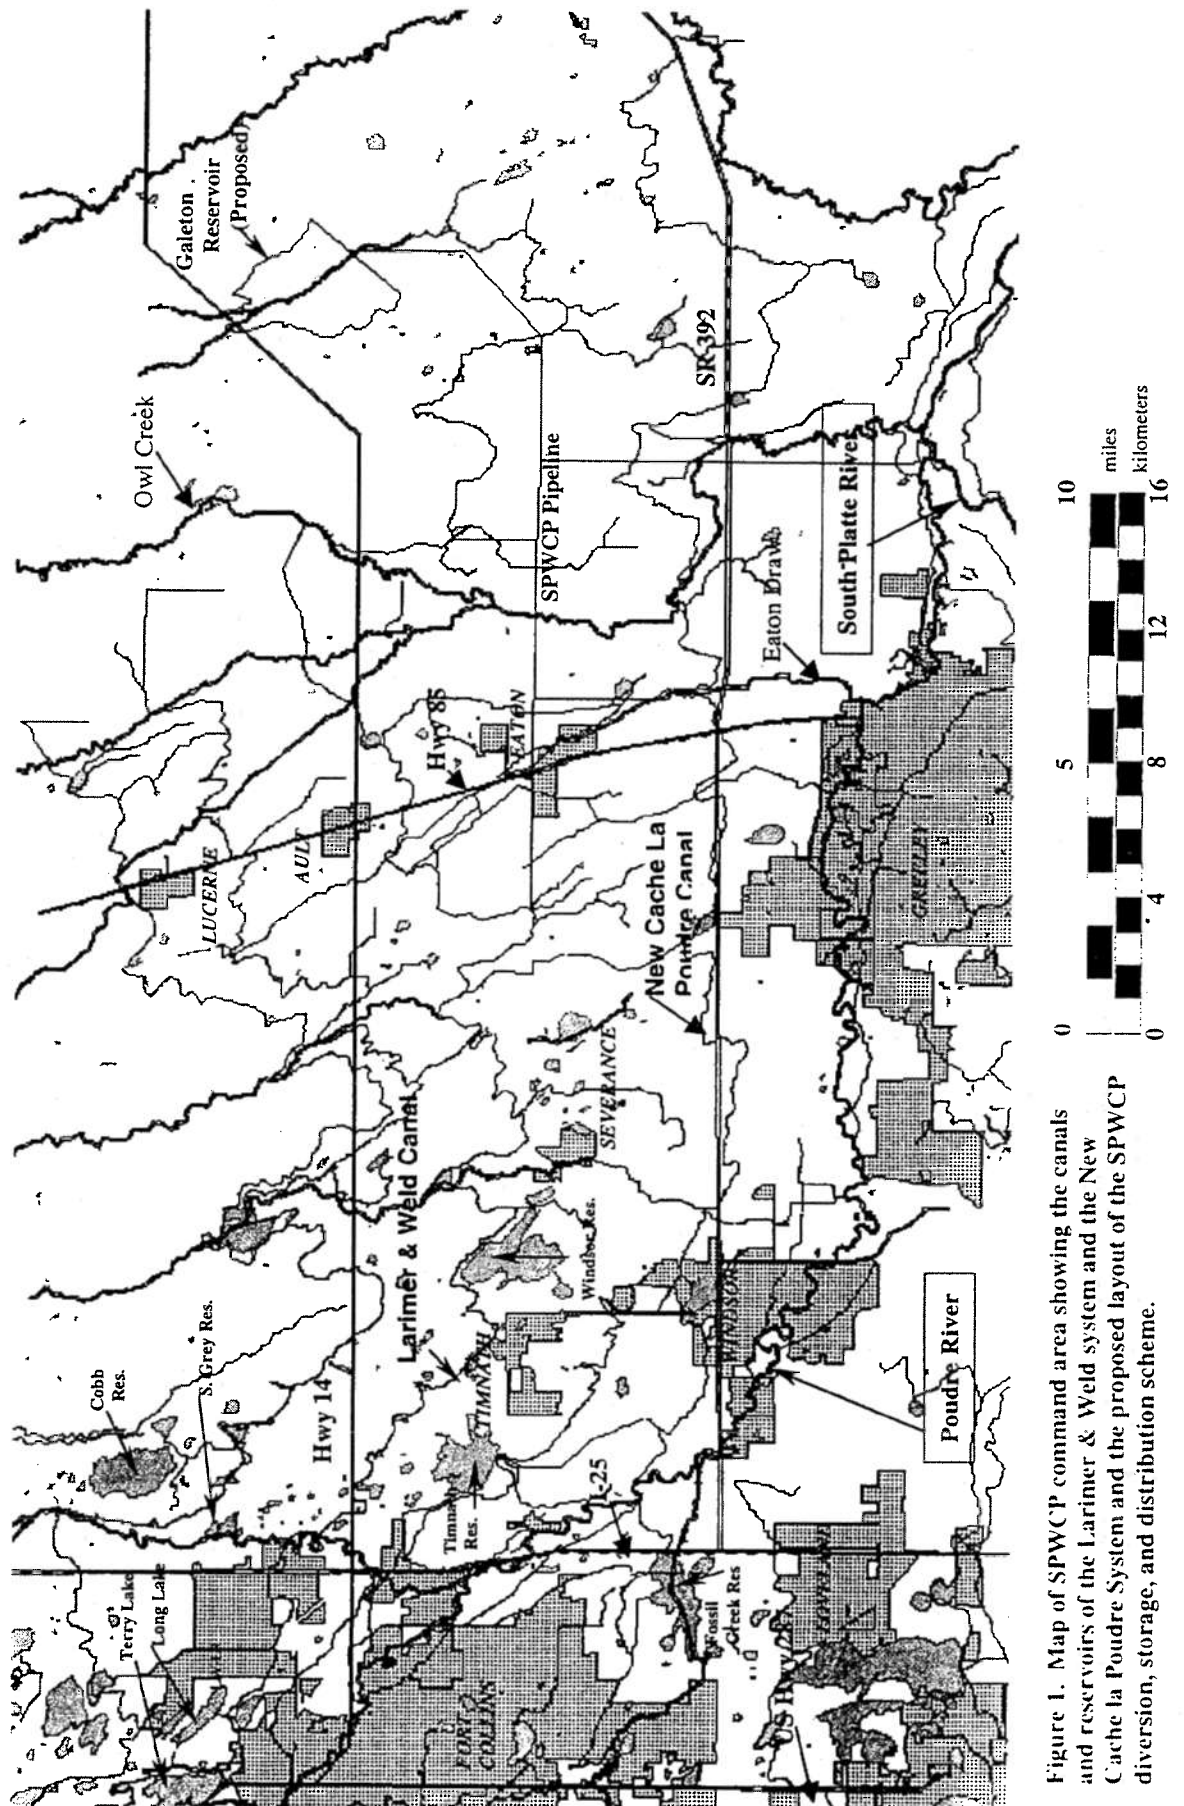 Galeton
Reservoir
(Proposed)
Owl Creek
SR-392
SPWCP Pipeline
South Platte River
Eaton Draw
Hwy 85
EATON
AULT
LUCERNE
GREELEY
New Cache La
Poudre Canal
SEVERANCE
Larimer & Weld Canal
Windsor Res.
WINDSOR
TIMNATH
S. Grey Res.
Cobb
Res.
Hwy 14
Timnath
Res.
I-25
Poudre River
Terry Lake
Long Lake
Fossil
Creek Res
LOVELAND
Hwy 287
FORT
COLLINS
0 5 10
miles
kilometers
0 4 8 12 16
Figure 1. Map of SPWCP command area showing the canals
and reservoirs of the Larimer & Weld system and the New
Cache la Poudre System and the proposed layout of the SPWCP
diversion, storage, and distribution scheme.